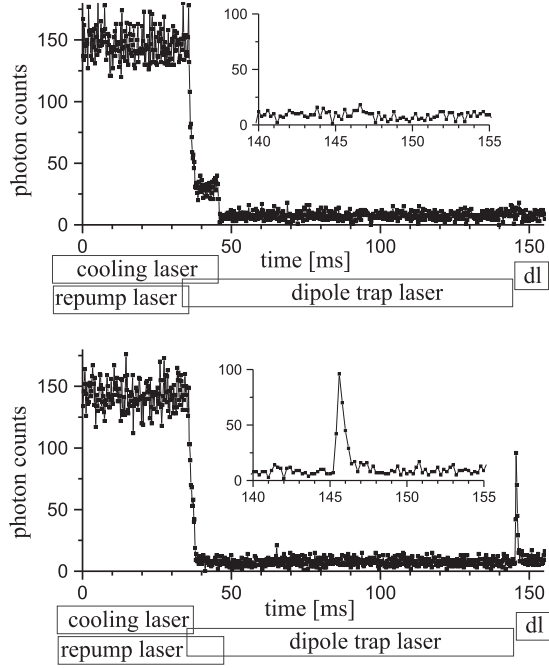 100
50
0
140
145
150
155
150
100
50
0
photon counts
0
50
100
150
time [ms]
cooling laser
repump laser
dipole trap laser
dl
100
50
0
140
145
150
155
150
100
50
0
photon counts
0
50
100
150
time [ms]
cooling laser
repump laser
dipole trap laser
dl